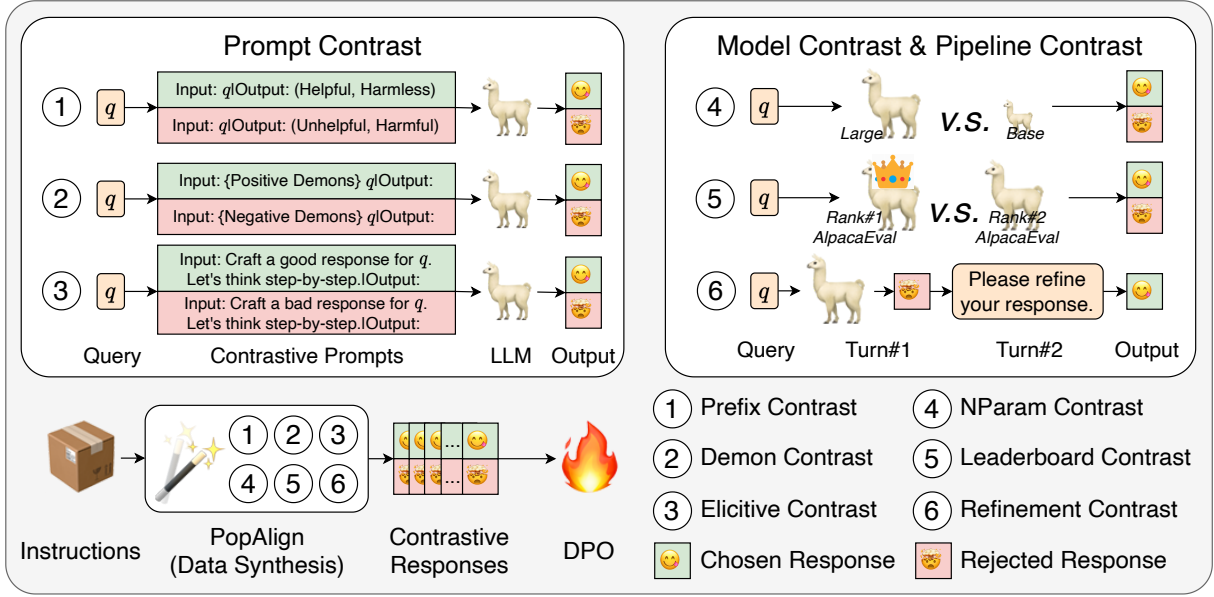 Prompt Contrast
1
q
Input: q|Output: (Helpful, Harmless)
Input: q|Output: (Unhelpful, Harmful)
2
q
Input: {Positive Demons} q|Output:
Input: {Negative Demons} q|Output:
3
q
Input: Craft a good response for q.
Let's think step-by-step.|Output:
Input: Craft a bad response for q.
Let's think step-by-step.|Output:
Query
Contrastive Prompts
LLM
Output
Model Contrast & Pipeline Contrast
4
q
Large
V.S.
Base
5
q
Rank#1
AlpacaEval
V.S.
Rank#2
AlpacaEval
6
q
Please refine
your response.
Query
Turn#1
Turn#2
Output
1 2 3
4 5 6
...
...
Instructions
PopAlign
(Data Synthesis)
Contrastive
Responses
DPO
1 Prefix Contrast
4 NParam Contrast
2 Demon Contrast
5 Leaderboard Contrast
3 Elicitive Contrast
6 Refinement Contrast
Chosen Response
Rejected Response